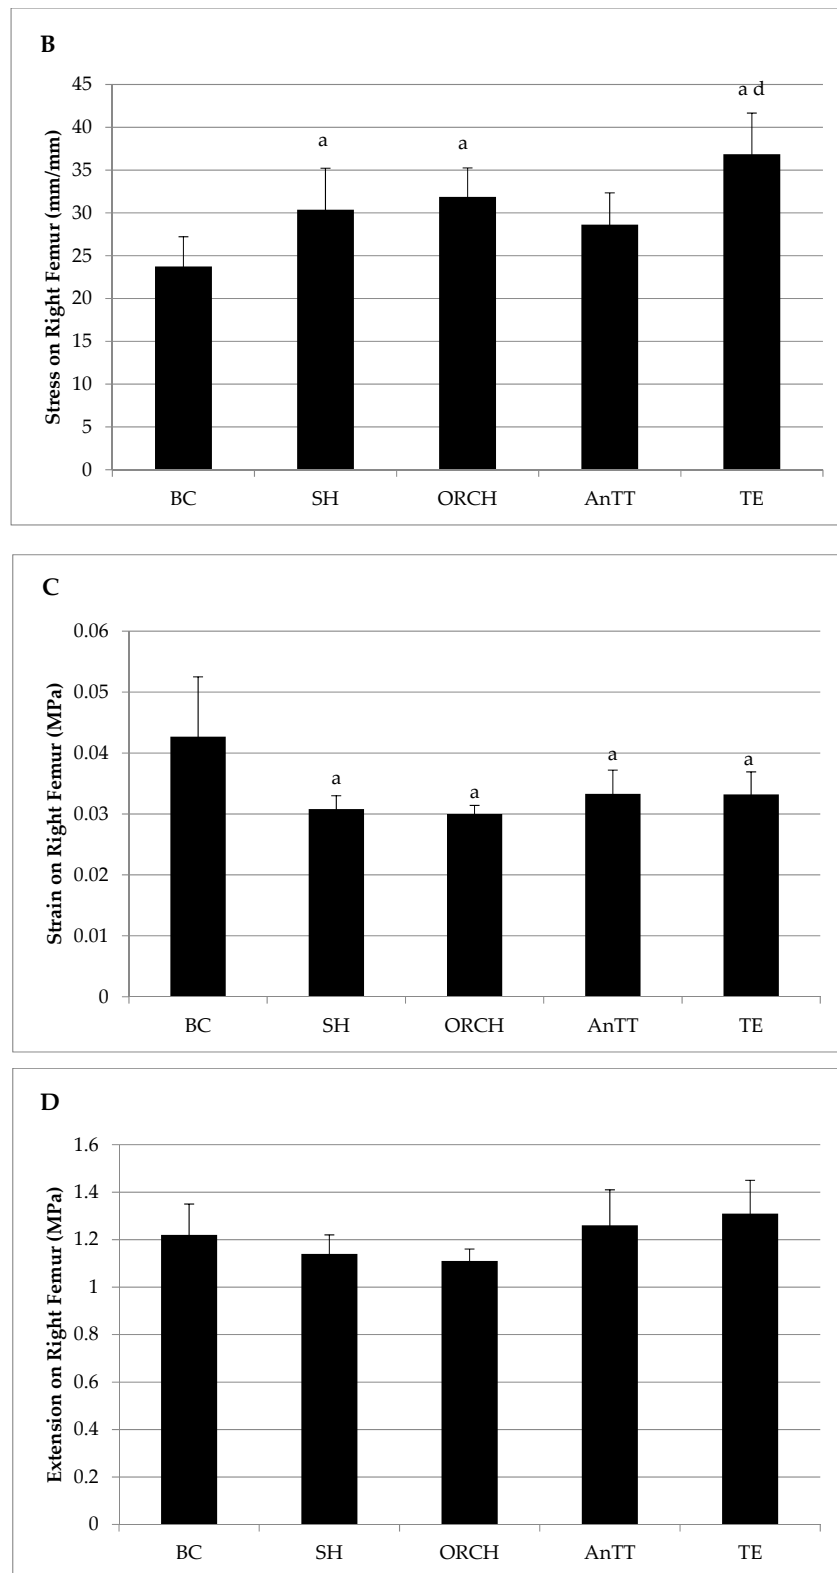 B
Stress on Right Femur (mm/mm)
45
40
35
30
25
20
15
10
5
0
a
a
a d
BC SH ORCH AnTT TE
C
Strain on Right Femur (MPa)
0.06
0.05
0.04
0.03
0.02
0.01
0
a
a
a
a
BC SH ORCH AnTT TE
D
Extension on Right Femur (MPa)
1.6
1.4
1.2
1
0.8
0.6
0.4
0.2
0
BC SH ORCH AnTT TE